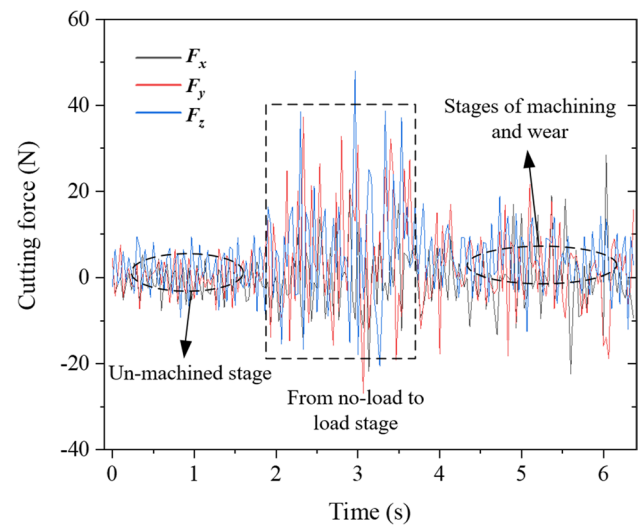 60
40
20
0
-20
-40
Cutting force (N)
Fx
Fy
Fz
Stages of machining
and wear
Un-machined stage
From no-load to
load stage
0
1
2
3
4
5
6
Time (s)